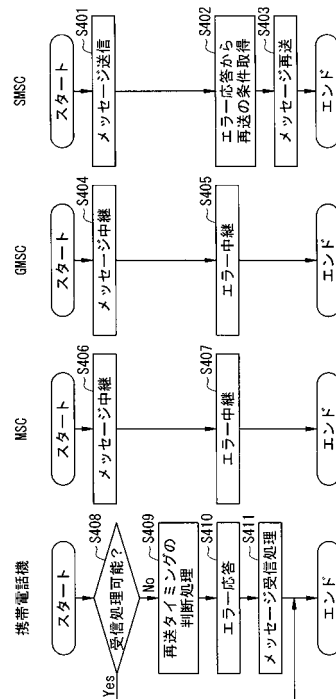 携帯電話機
スタート
S408
受信処理可能?
Yes
No
S409
再送タイミングの
判断処理
S410
エラー応答
S411
メッセージ受信処理
エンド
MSC
スタート
S406
メッセージ中継
S407
エラー中継
エンド
GMSC
スタート
S404
メッセージ中継
S405
エラー中継
エンド
SMSC
スタート
S401
メッセージ送信
S402
エラー応答から
再送の条件取得
S403
メッセージ再送
エンド